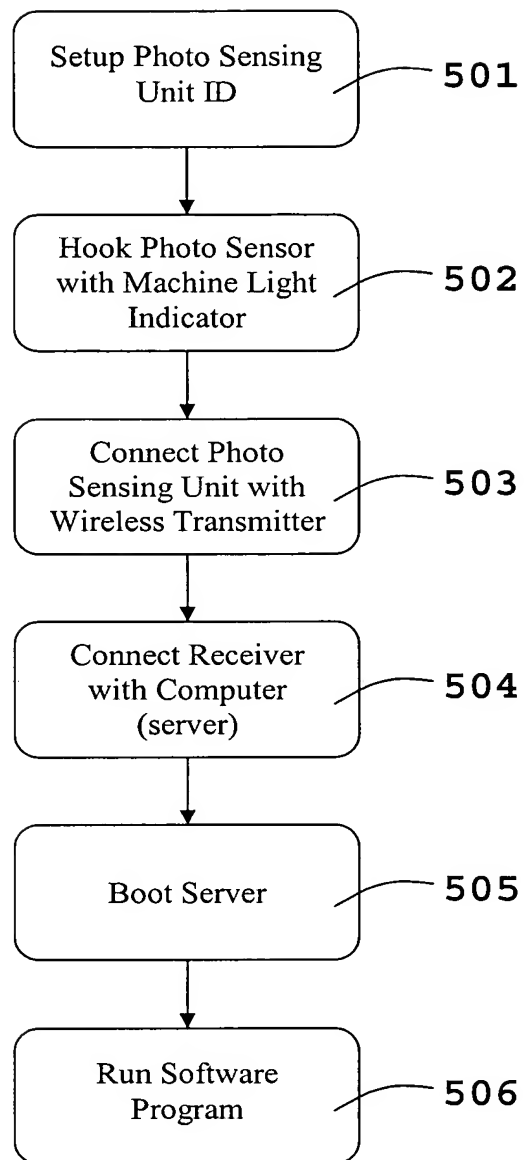 Setup Photo Sensing
Unit ID
501
Hook Photo Sensor
with Machine Light
Indicator
502
Connect Photo
Sensing Unit with
Wireless Transmitter
503
Connect Receiver
with Computer
(server)
504
Boot Server
505
Run Software
Program
506